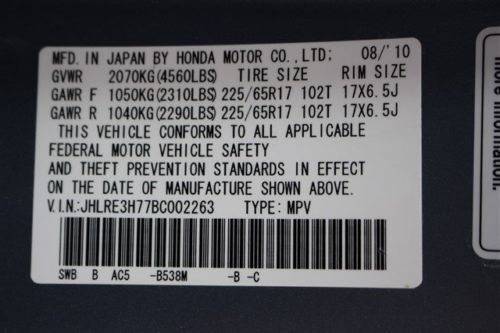 MFD. IN JAPAN BY HONDA MOTOR CO.,LTD: 08/'10
GVWR 2070KG(4560LBS) TIRE SIZE RIM SIZE
GAWR F 1050KG(2310LBS) 225/65R17 102T 17X6.5J
GAWR R 1040KG(2290LBS) 225/65R17 102T 17X6.5J
THIS VEHICLE CONFORMS TO ALL APPLICABLE
FEDERAL MOTOR VEHICLE SAFETY
AND THEFT PREVENTION STANDARDS IN EFFECT
ON THE DATE OF MANUFACTURE SHOWN ABOVE.
V.I.N:JHLRE3H77BC002263 TYPE: MPV
SWB B AC5 -B538M -B -C
more information.